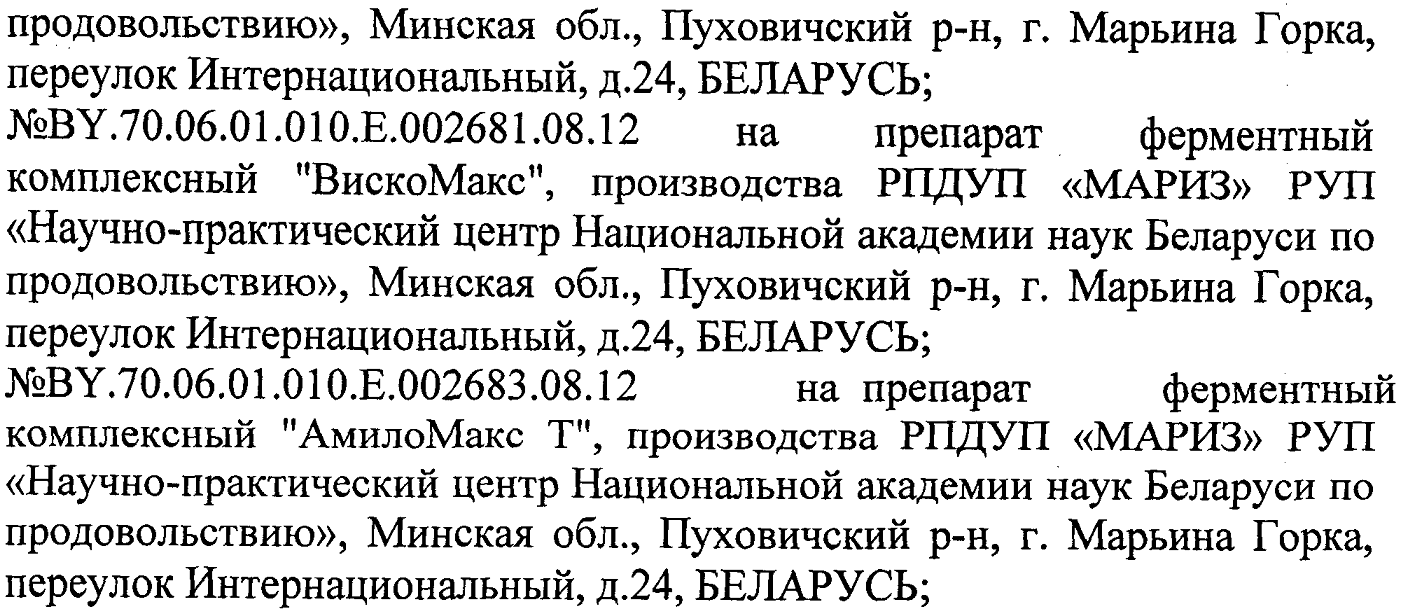 продовольствию», Минская обл., Пуховичский р-н, г. Марьина Горка,
переулок Интернациональный, д.24, БЕЛАРУСЬ;
№BY.70.06.01.010.Е.002681.08.12 на препарат ферментный
комплексный "ВискоМакс", производства РПДУП «МАРИЗ» РУП
«Научно-практический центр Национальной академии наук Беларуси по
продовольствию», Минская обл., Пуховичский р-н, г. Марьина Горка,
переулок Интернациональный, д.24, БЕЛАРУСЬ;
№BY.70.06.01.010.Е.002683.08.12 на препарат ферментный
комплексный "АмилоМакс Т", производства РПДУП «МАРИЗ» РУП
«Научно-практический центр Национальной академии наук Беларуси по
продовольствию», Минская обл., Пуховичский р-н, г. Марьина Горка,
переулок Интернациональный, д.24, БЕЛАРУСЬ;